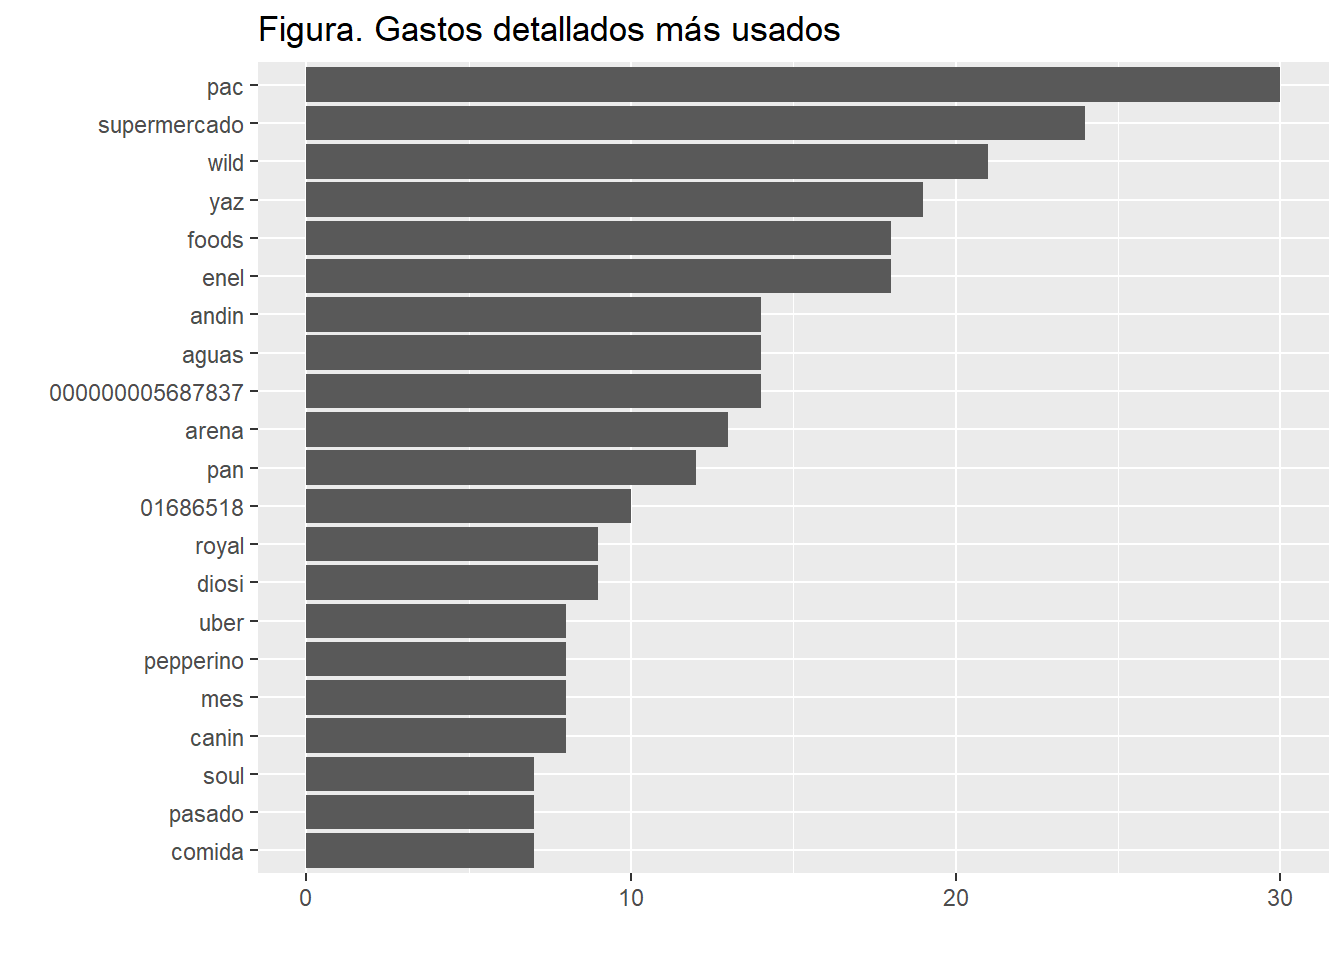 Figura. Gastos detallados más usados
pac
supermercado
wild
yaz
foods
enel
andin
aguas
000000005687837
arena
pan
01686518
royal
diosi
uber
pepperino
mes
canin
soul
pasado
comida
0 10 20 30